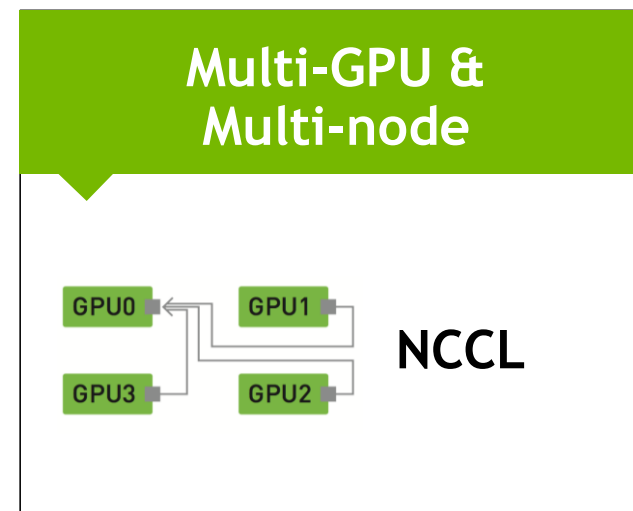 Multi-GPU &
Multi-node
GPU0
GPU1
NCCL
GPU3
GPU2